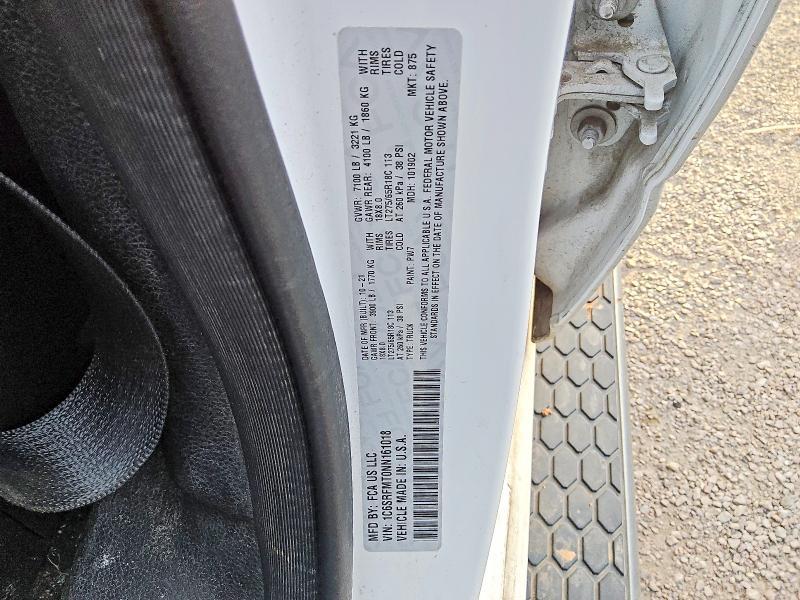 MFD BY: FCA US LLC
VIN: 1C6SRFMT0NN161018
VEHICLE MADE IN: U.S.A.
DATE OF MFR (BUILT): 10-21 GVWR: 7100 LB / 3221 KG
GAWR FRONT: 3900 LB / 1770 KG WITH GAWR REAR: 4100 LB / 1860 KG WITH
18X8.0 RIMS 18X8.0 RIMS
LT275/65R18C 113 TIRES LT275/65R18C 113 TIRES
AT 260 kPa / 38 PSI COLD AT 260 kPa / 38 PSI COLD
TYPE: TRUCK PAINT: PW7 MDH: 101902 MKT: 875
THIS VEHICLE CONFORMS TO ALL APPLICABLE U.S.A. FEDERAL MOTOR VEHICLE SAFETY
STANDARDS IN EFFECT ON THE DATE OF MANUFACTURE SHOWN ABOVE.